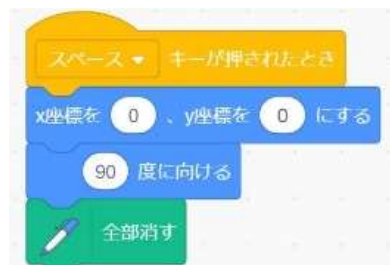 スペース キーが押されたとき
x座標を 0 、y座標を 0 にする
90 度に向ける
全部消す